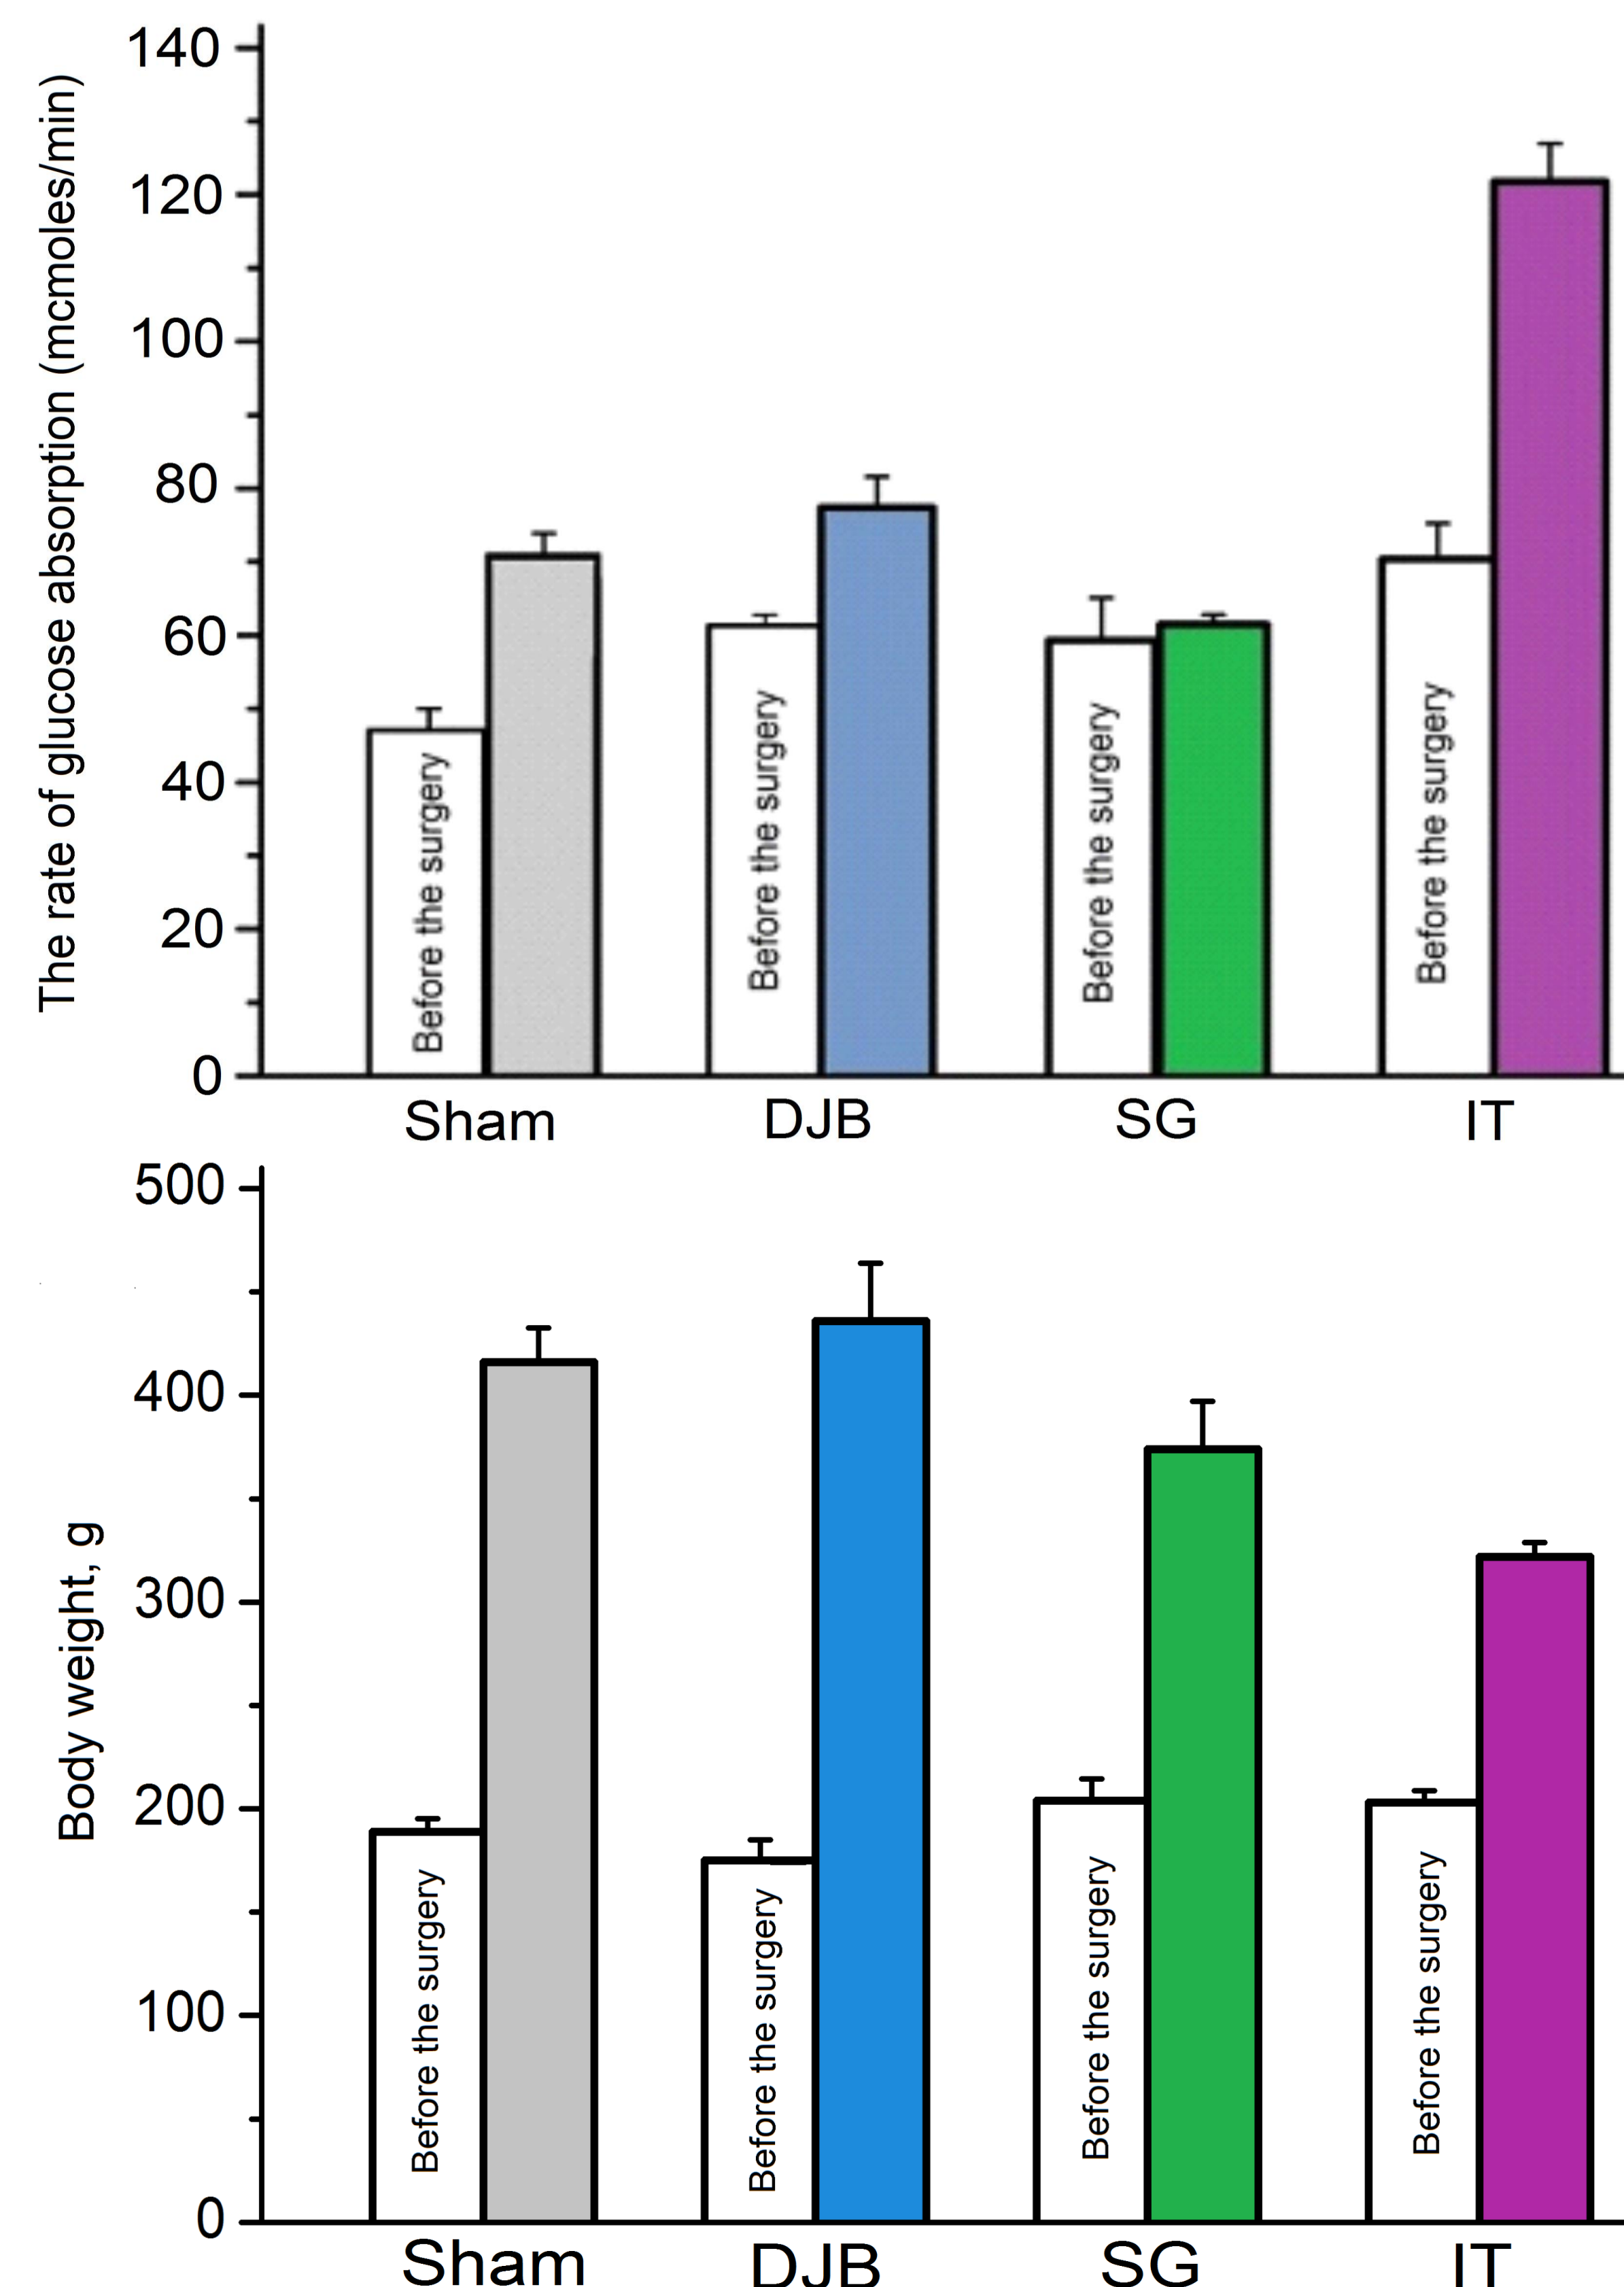 The rate of glucose absorption (mcmoles/min)
140
120
100
80
60
40
20
0
Before the surgery
Before the surgery
Before the surgery
Before the surgery
Sham DJB SG IT
Body weight, g
500
400
300
200
100
0
Before the surgery
Before the surgery
Before the surgery
Before the surgery
Sham DJB SG IT